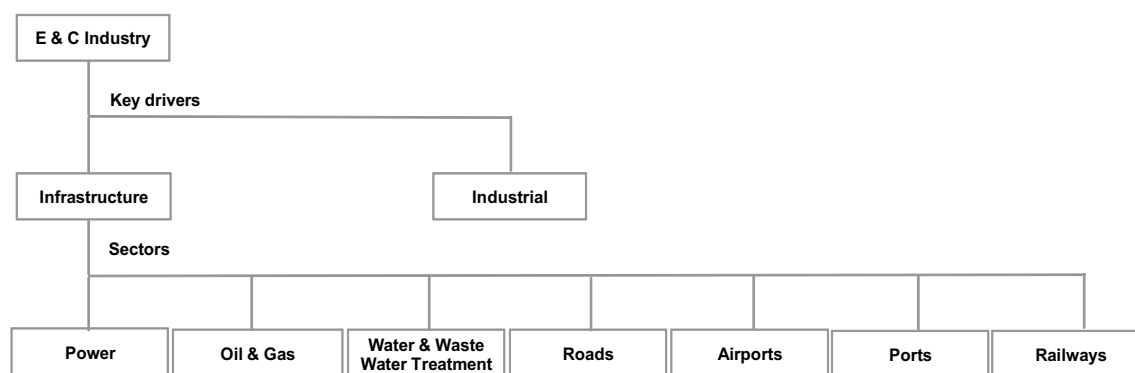 E & C Industry
Key drivers
Infrastructure
Industrial
Sectors
Power
Oil & Gas
Water & Waste
Water Treatment
Roads
Airports
Ports
Railways